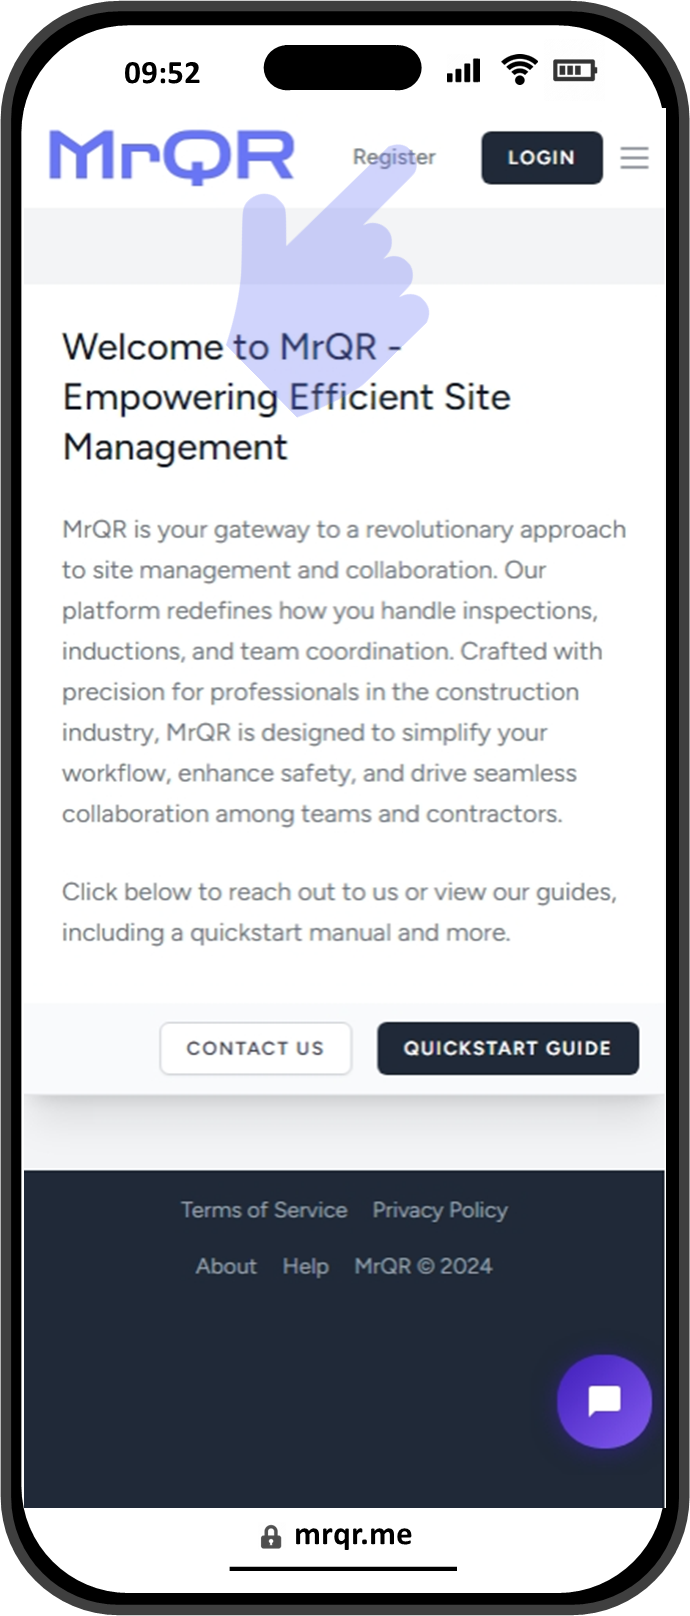 09:52
MrQR Register LOGIN
Welcome to MrQR -
Empowering Efficient Site
Management
MrQR is your gateway to a revolutionary approach
to site management and collaboration. Our
platform redefines how you handle inspections,
inductions, and team coordination. Crafted with
precision for professionals in the construction
industry, MrQR is designed to simplify your
workflow, enhance safety, and drive seamless
collaboration among teams and contractors.
Click below to reach out to us or view our guides,
including a quickstart manual and more.
CONTACT US QUICKSTART GUIDE
Terms of Service Privacy Policy
About Help MrQR © 2024
mrqr.me